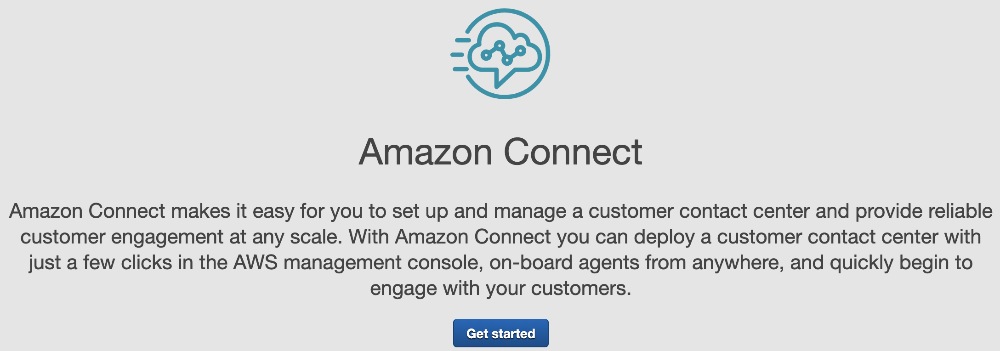 Amazon Connect
Amazon Connect makes it easy for you to set up and manage a customer contact center and provide reliable
customer engagement at any scale. With Amazon Connect you can deploy a customer contact center with
just a few clicks in the AWS management console, on-board agents from anywhere, and quickly begin to
engage with your customers.
Get started